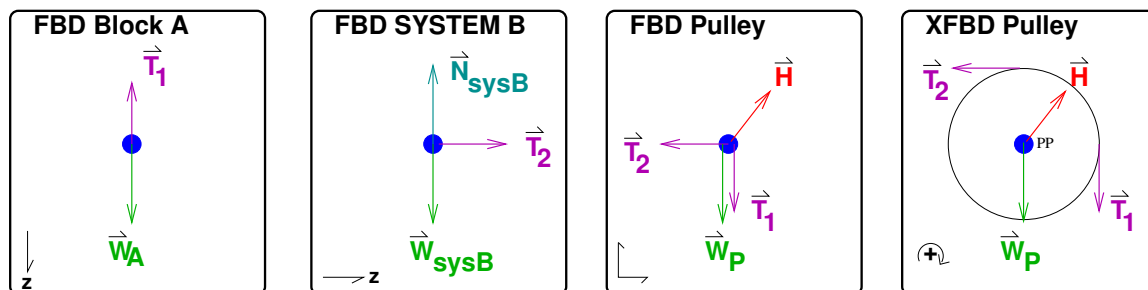 FBD Block A
T1
WA
z
FBD SYSTEM B
NsysB
T2
WsysB
z
FBD Pulley
H
T2
T1
WP
XFBD Pulley
T2
H
PP
T1
WP
+